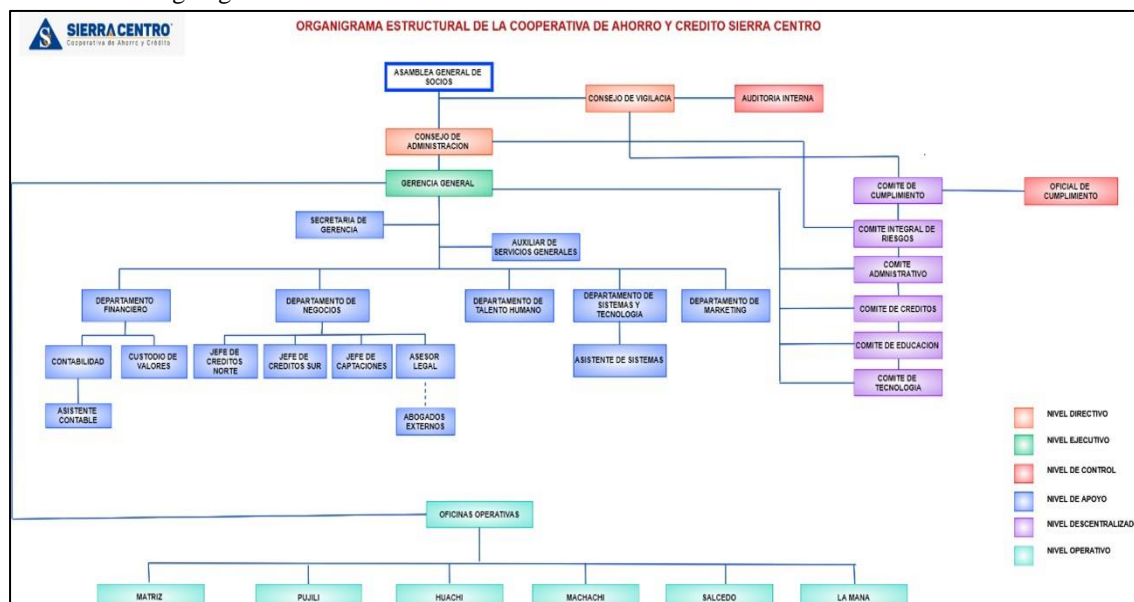 SIERRA CENTRO
Cooperativa de Ahorro y Crédito
ORGANIGRAMA ESTRUCTURAL DE LA COOPERATIVA DE AHORRO Y CREDITO SIERRA CENTRO
ASAMBLEA GENERAL DE
SOCIOS
CONSEJO DE VIGILACIA
AUDITORIA INTERNA
CONSEJO DE
ADMINISTRACION
GERENCIA GENERAL
COMITE DE
CUMPLIMIENTO
OFICIAL DE
CUMPLIMIENTO
SECRETARIA DE
GERENCIA
AUXILIAR DE
SERVICIOS GENERALES
COMITE INTEGRAL DE
RIESGOS
COMITE
ADMNISTRATIVO
COMITE DE CREDITOS
COMITE DE EDUCACION
COMITE DE
TECNOLOGIA
DEPARTAMENTO
FINANCIERO
DEPARTAMENTO DE
NEGOCIOS
DEPARTAMENTO DE
TALENTO HUMANO
DEPARTAMENTO DE
SISTEMAS Y
TECNOLOGIA
DEPARTAMENTO DE
MARKETING
CONTABILIDAD
CUSTODIO DE
VALORES
JEFE DE
CREDITOS
NORTE
JEFE DE
CREDITOS SUR
JEFE DE
CAPTACIONES
ASESOR
LEGAL
ASISTENTE DE SISTEMAS
ASISTENTE
CONTABLE
ABOGADOS
EXTERNOS
NIVEL DIRECTIVO
NIVEL EJECUTIVO
NIVEL DE CONTROL
NIVEL DE APOYO
NIVEL DESCENTRALIZAD
NIVEL OPERATIVO
OFICINAS OPERATIVAS
MATRIZ
PUJILI
HUACHI
MACHACHI
SALCEDO
LA MANA